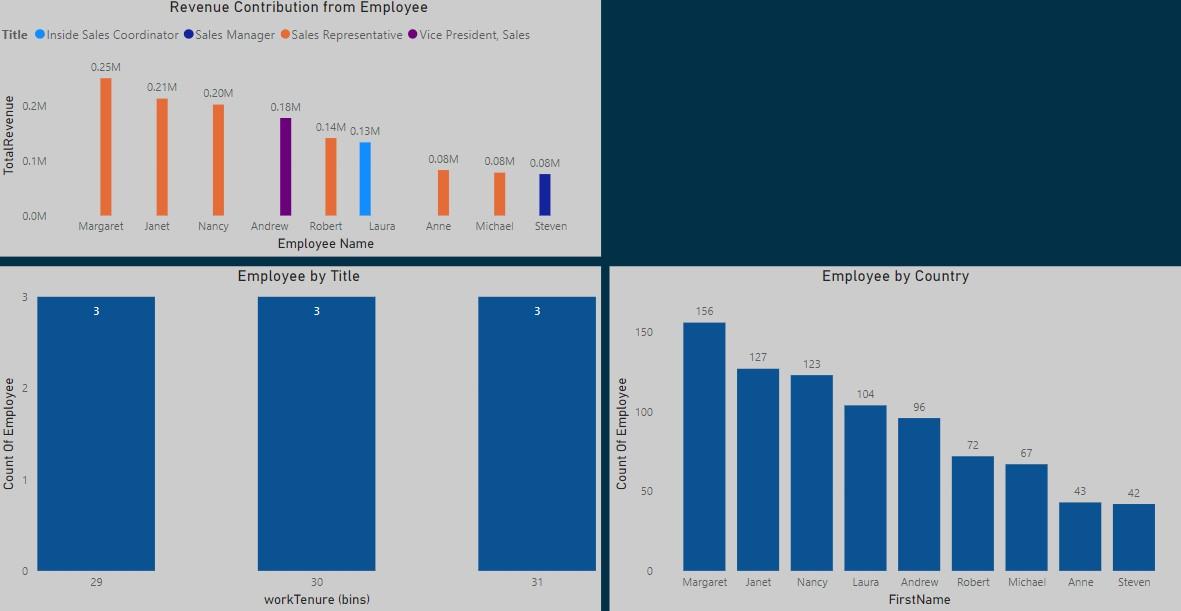 Revenue Contribution from Employee
Title Inside Sales Coordinator Sales Manager Sales Representative Vice President, Sales
TotalRevenue
0.2M
0.1M
0.0M
0.25M 0.21M 0.20M 0.18M 0.14M 0.13M 0.08M 0.08M 0.08M
Margaret Janet Nancy Andrew Robert Laura Anne Michael Steven
Employee Name
Employee by Title
Count Of Employee
3
2
1
0
3 3 3
29 30 31
workTenure (bins)
Employee by Country
Count Of Employee
150
100
50
0
156 127 123 104 96 72 67 43 42
Margaret Janet Nancy Laura Andrew Robert Michael Anne Steven
FirstName